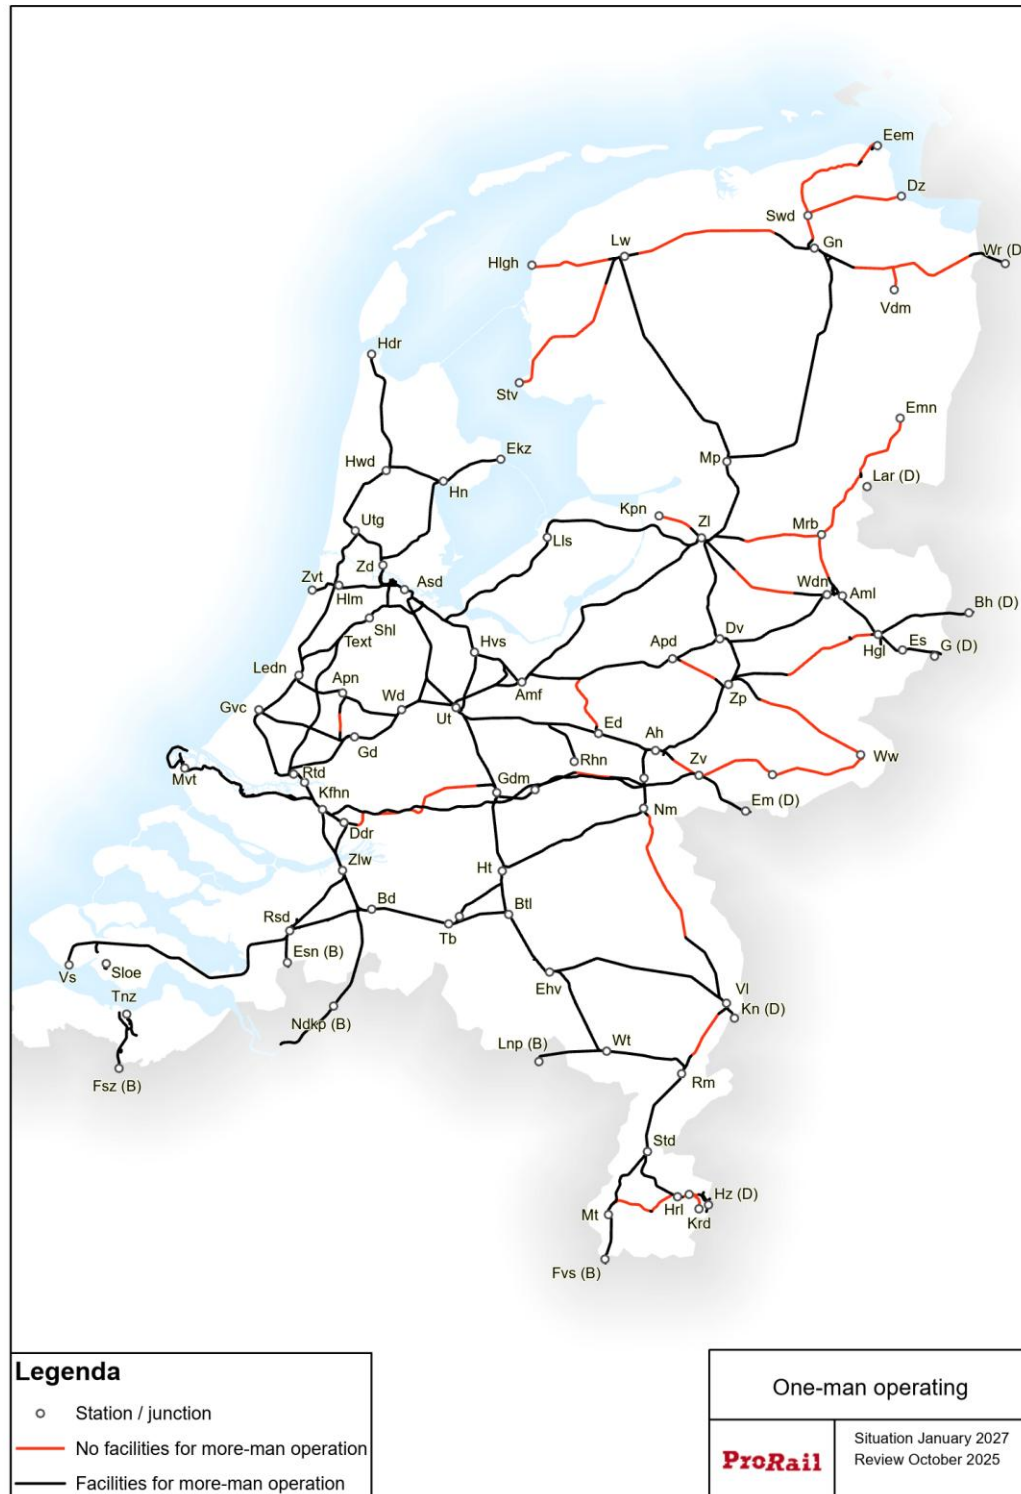 Eem
Dz
Swd
Gn
Lw
Wr (D
Hlgh
Vdm
Hdr
Stv
Emn
Ekz
Mp
Hwd
Lar (D)
Hn
Kpn
Zl
Mrb
Utg
Lls
Zd
Asd
Zvt
Wdn
Hlm
Aml
Bh (D)
Shl
Text
Dv
Hvs
Apd
Es
Hgl
G (D)
Ledn
Apn
Amf
Zp
Gvc
Wd
Ut
Ed
Ah
Gd
Rhn
Ww
Zv
Rtd
Mvt
Gdm
Kfhn
Em (D)
Nm
Ddr
Zlw
Ht
Bd
Btl
Rsd
Tb
Esn (B)
Vs
Sloe
Ehv
Vl
Tnz
Kn (D)
Ndkp (B)
Lnp (B)
Wt
Fsz (B)
Rm
Std
Hz (D)
Hrl
Mt
Krd
Fvs (B)
Legenda
Station / junction
No facilities for more-man operation
Facilities for more-man operation
One-man operating
ProRail
Situation January 2027
Review October 2025